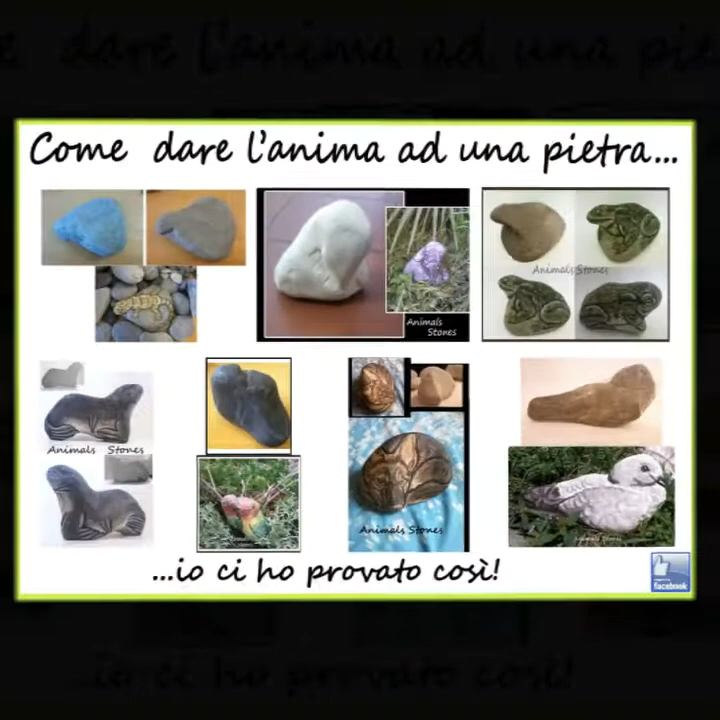 Come dare l'anima ad una pietra...
Animals
Stones
Animals Stones
Animals Stones
Animals Stones
...io ci ho provato così!
facebook